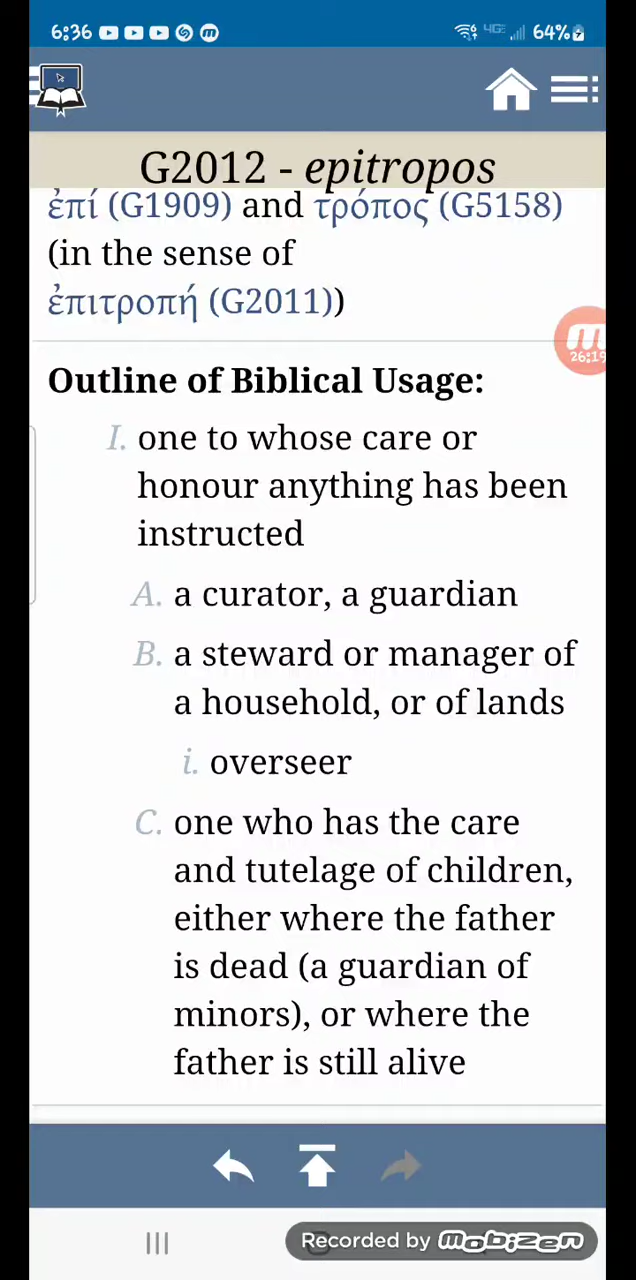 6:36
4GE 64%
G2012 - epitropos
ἐπί (G1909) and τρόπος (G5158)
(in the sense of
ἐπιτροπή (G2011))
26:19
Outline of Biblical Usage:
I. one to whose care or
honour anything has been
instructed
A. a curator, a guardian
B. a steward or manager of
a household, or of lands
i. overseer
C. one who has the care
and tutelage of children,
either where the father
is dead (a guardian of
minors), or where the
father is still alive
Recorded by mobizen